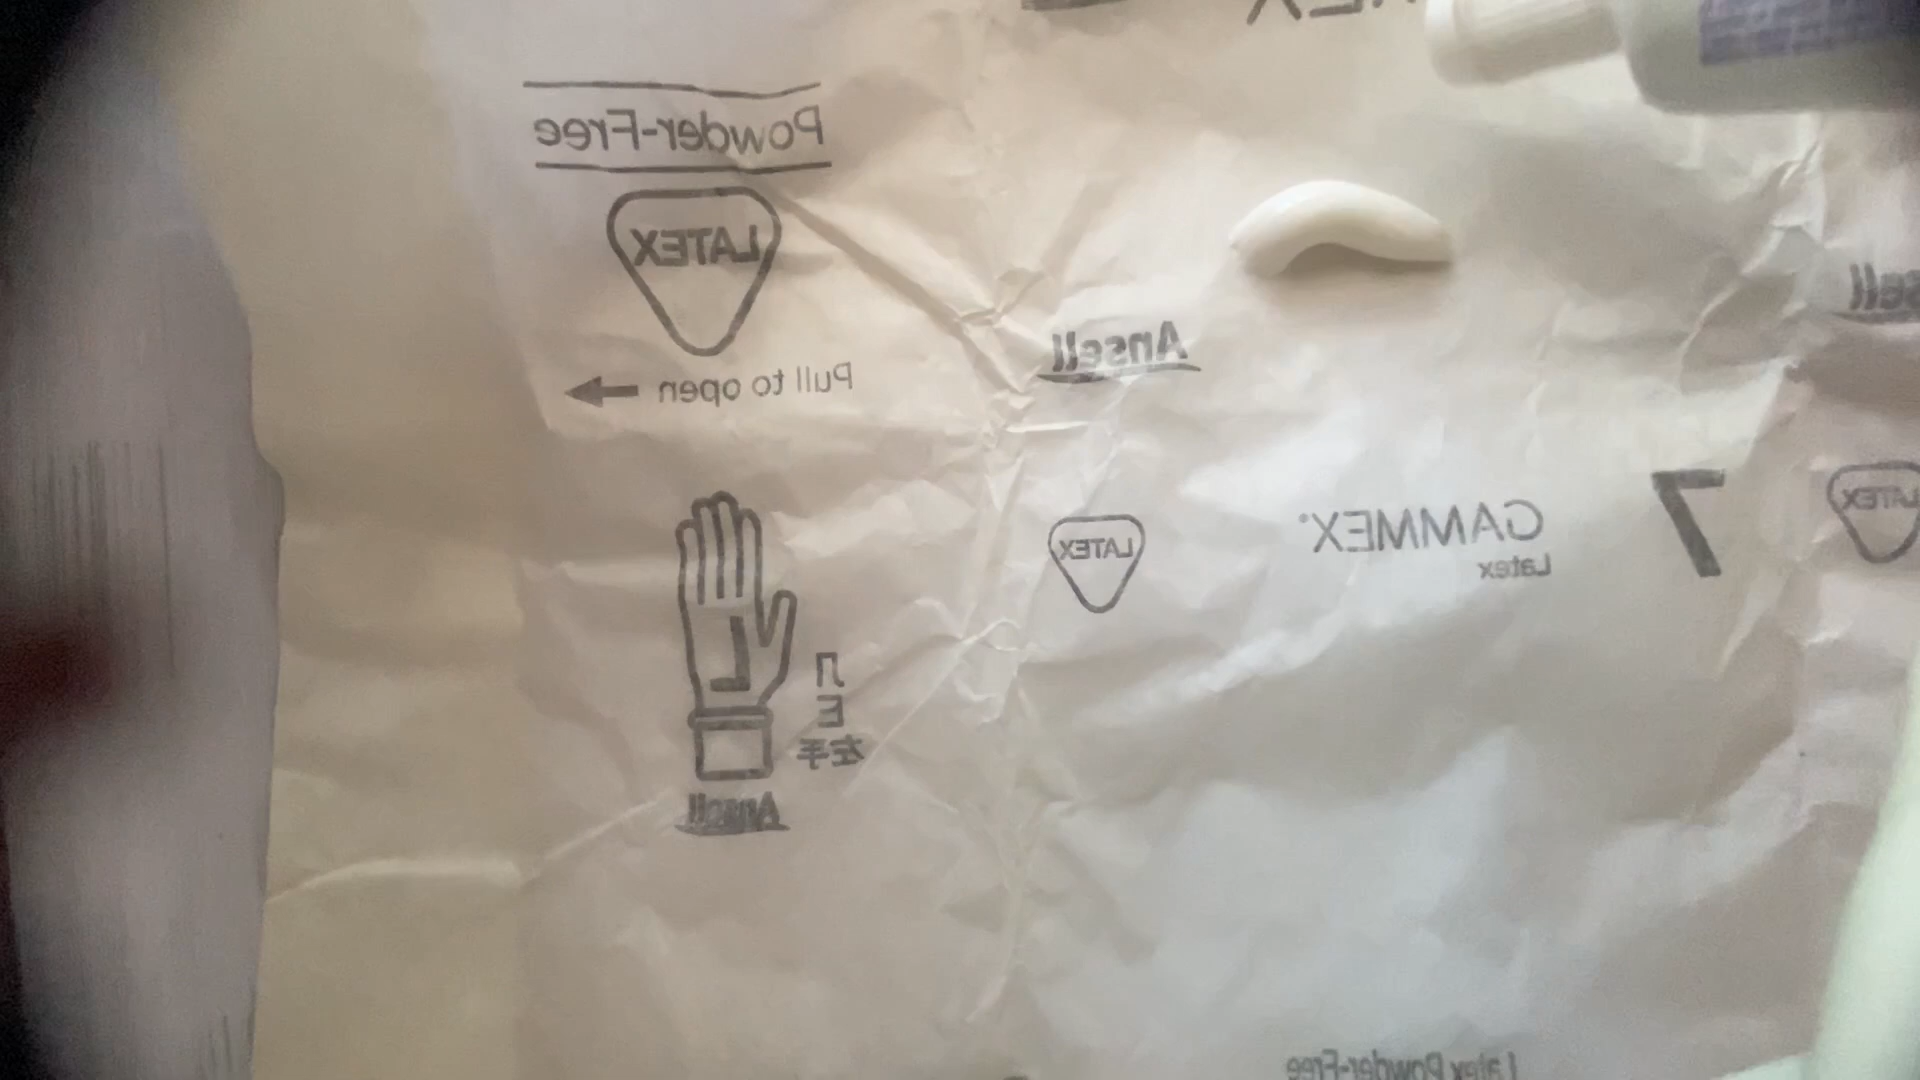 Powder-Free
LATEX
Pull to open
Ansell
LATEX
GAMMEX®
Latex
7
LATEX
L
Л
E
左手
Ansell
Latex Powder-Free